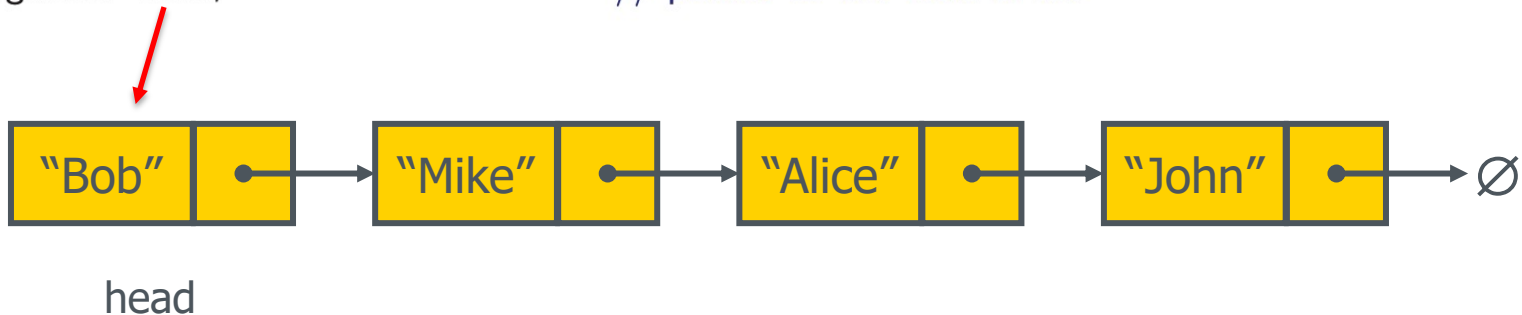 “Bob” “Mike” “Alice” “John” ∅
head